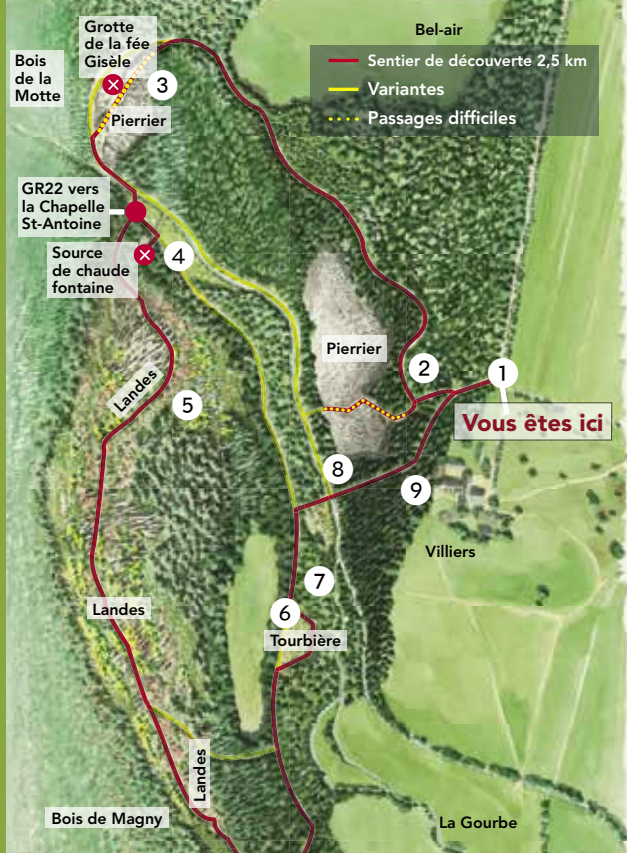 Grotte
de la fée
Gisèle
Bel-air
Bois
de la
Motte
Sentier de découverte 2,5 km
Variantes
Passages difficiles
3
Pierrier
GR22 vers
la Chapelle
St-Antoine
Source
de chaude
fontaine
4
Pierrier
2
1
Vous êtes ici
Landes
5
8
9
Villiers
7
Landes
6
Tourbière
Landes
Bois de Magny
La Gourbe